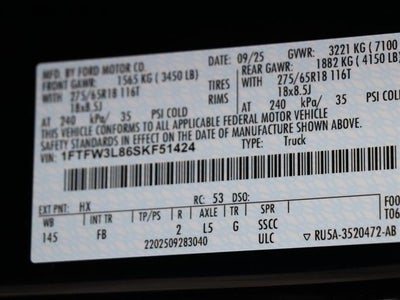 MFD. BY FORD MOTOR CO.
DATE 09/25 GVWR: 3221 KG (7100
FRONT GAWR: 1565 KG (3450 LB) REAR GAWR: 1882 KG (4150 LB)
WITH 275/65R18 116T TIRES WITH 275/65R18 116T
18x8.5J RIMS 18x8.5J
AT 240 kPa/ 35 PSI COLD AT 240 kPa/ 35 PSI COLD
THIS VEHICLE CONFORMS TO ALL APPLICABLE FEDERAL MOTOR VEHICLE
SAFETY STANDARDS IN EFFECT ON THE DATE OF MANUFACTURE SHOWN ABOVE
VIN: 1FTFW3L86SKF51424 TYPE: Truck
EXT PNT: HX RC: 53 DSO: FOO
WB INT TR TP/PS R AXLE TR SPR T06
145 FB 2 L5 G SSCC
2202509283040 ULC RU5A-3520472-AB